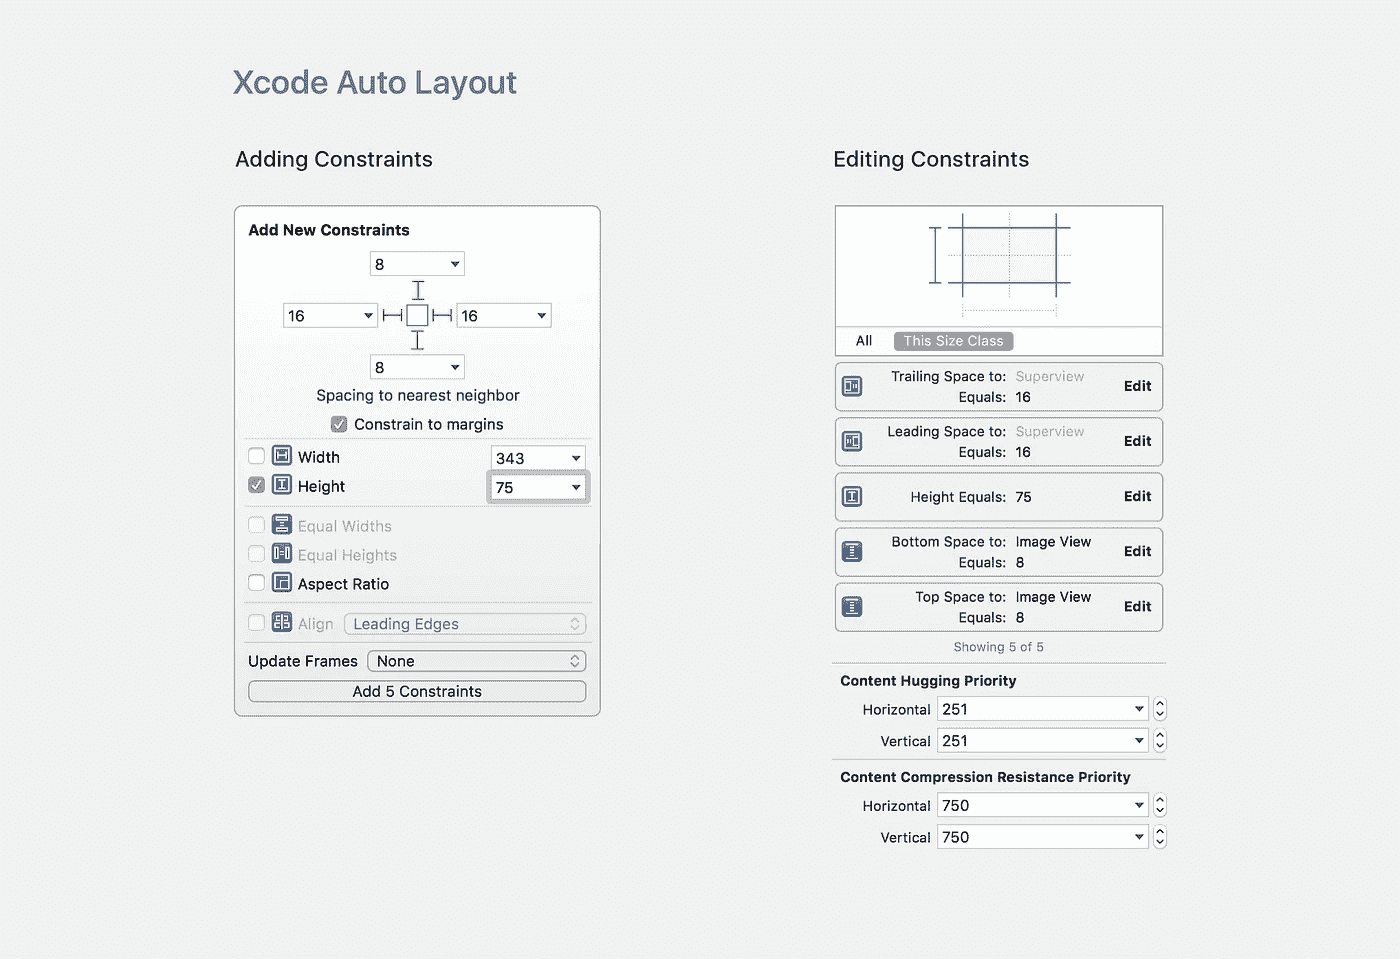 Xcode Auto Layout
Adding Constraints
Add New Constraints
8
16
16
8
Spacing to nearest neighbor
Constrain to margins
Width 343
Height 75
Equal Widths
Equal Heights
Aspect Ratio
Align Leading Edges
Update Frames None
Add 5 Constraints
Editing Constraints
All This Size Class
Trailing Space to: Superview
Equals: 16
Edit
Leading Space to: Superview
Equals: 16
Edit
Height Equals: 75 Edit
Bottom Space to: Image View
Equals: 8
Edit
Top Space to: Image View
Equals: 8
Edit
Showing 5 of 5
Content Hugging Priority
Horizontal 251
Vertical 251
Content Compression Resistance Priority
Horizontal 750
Vertical 750